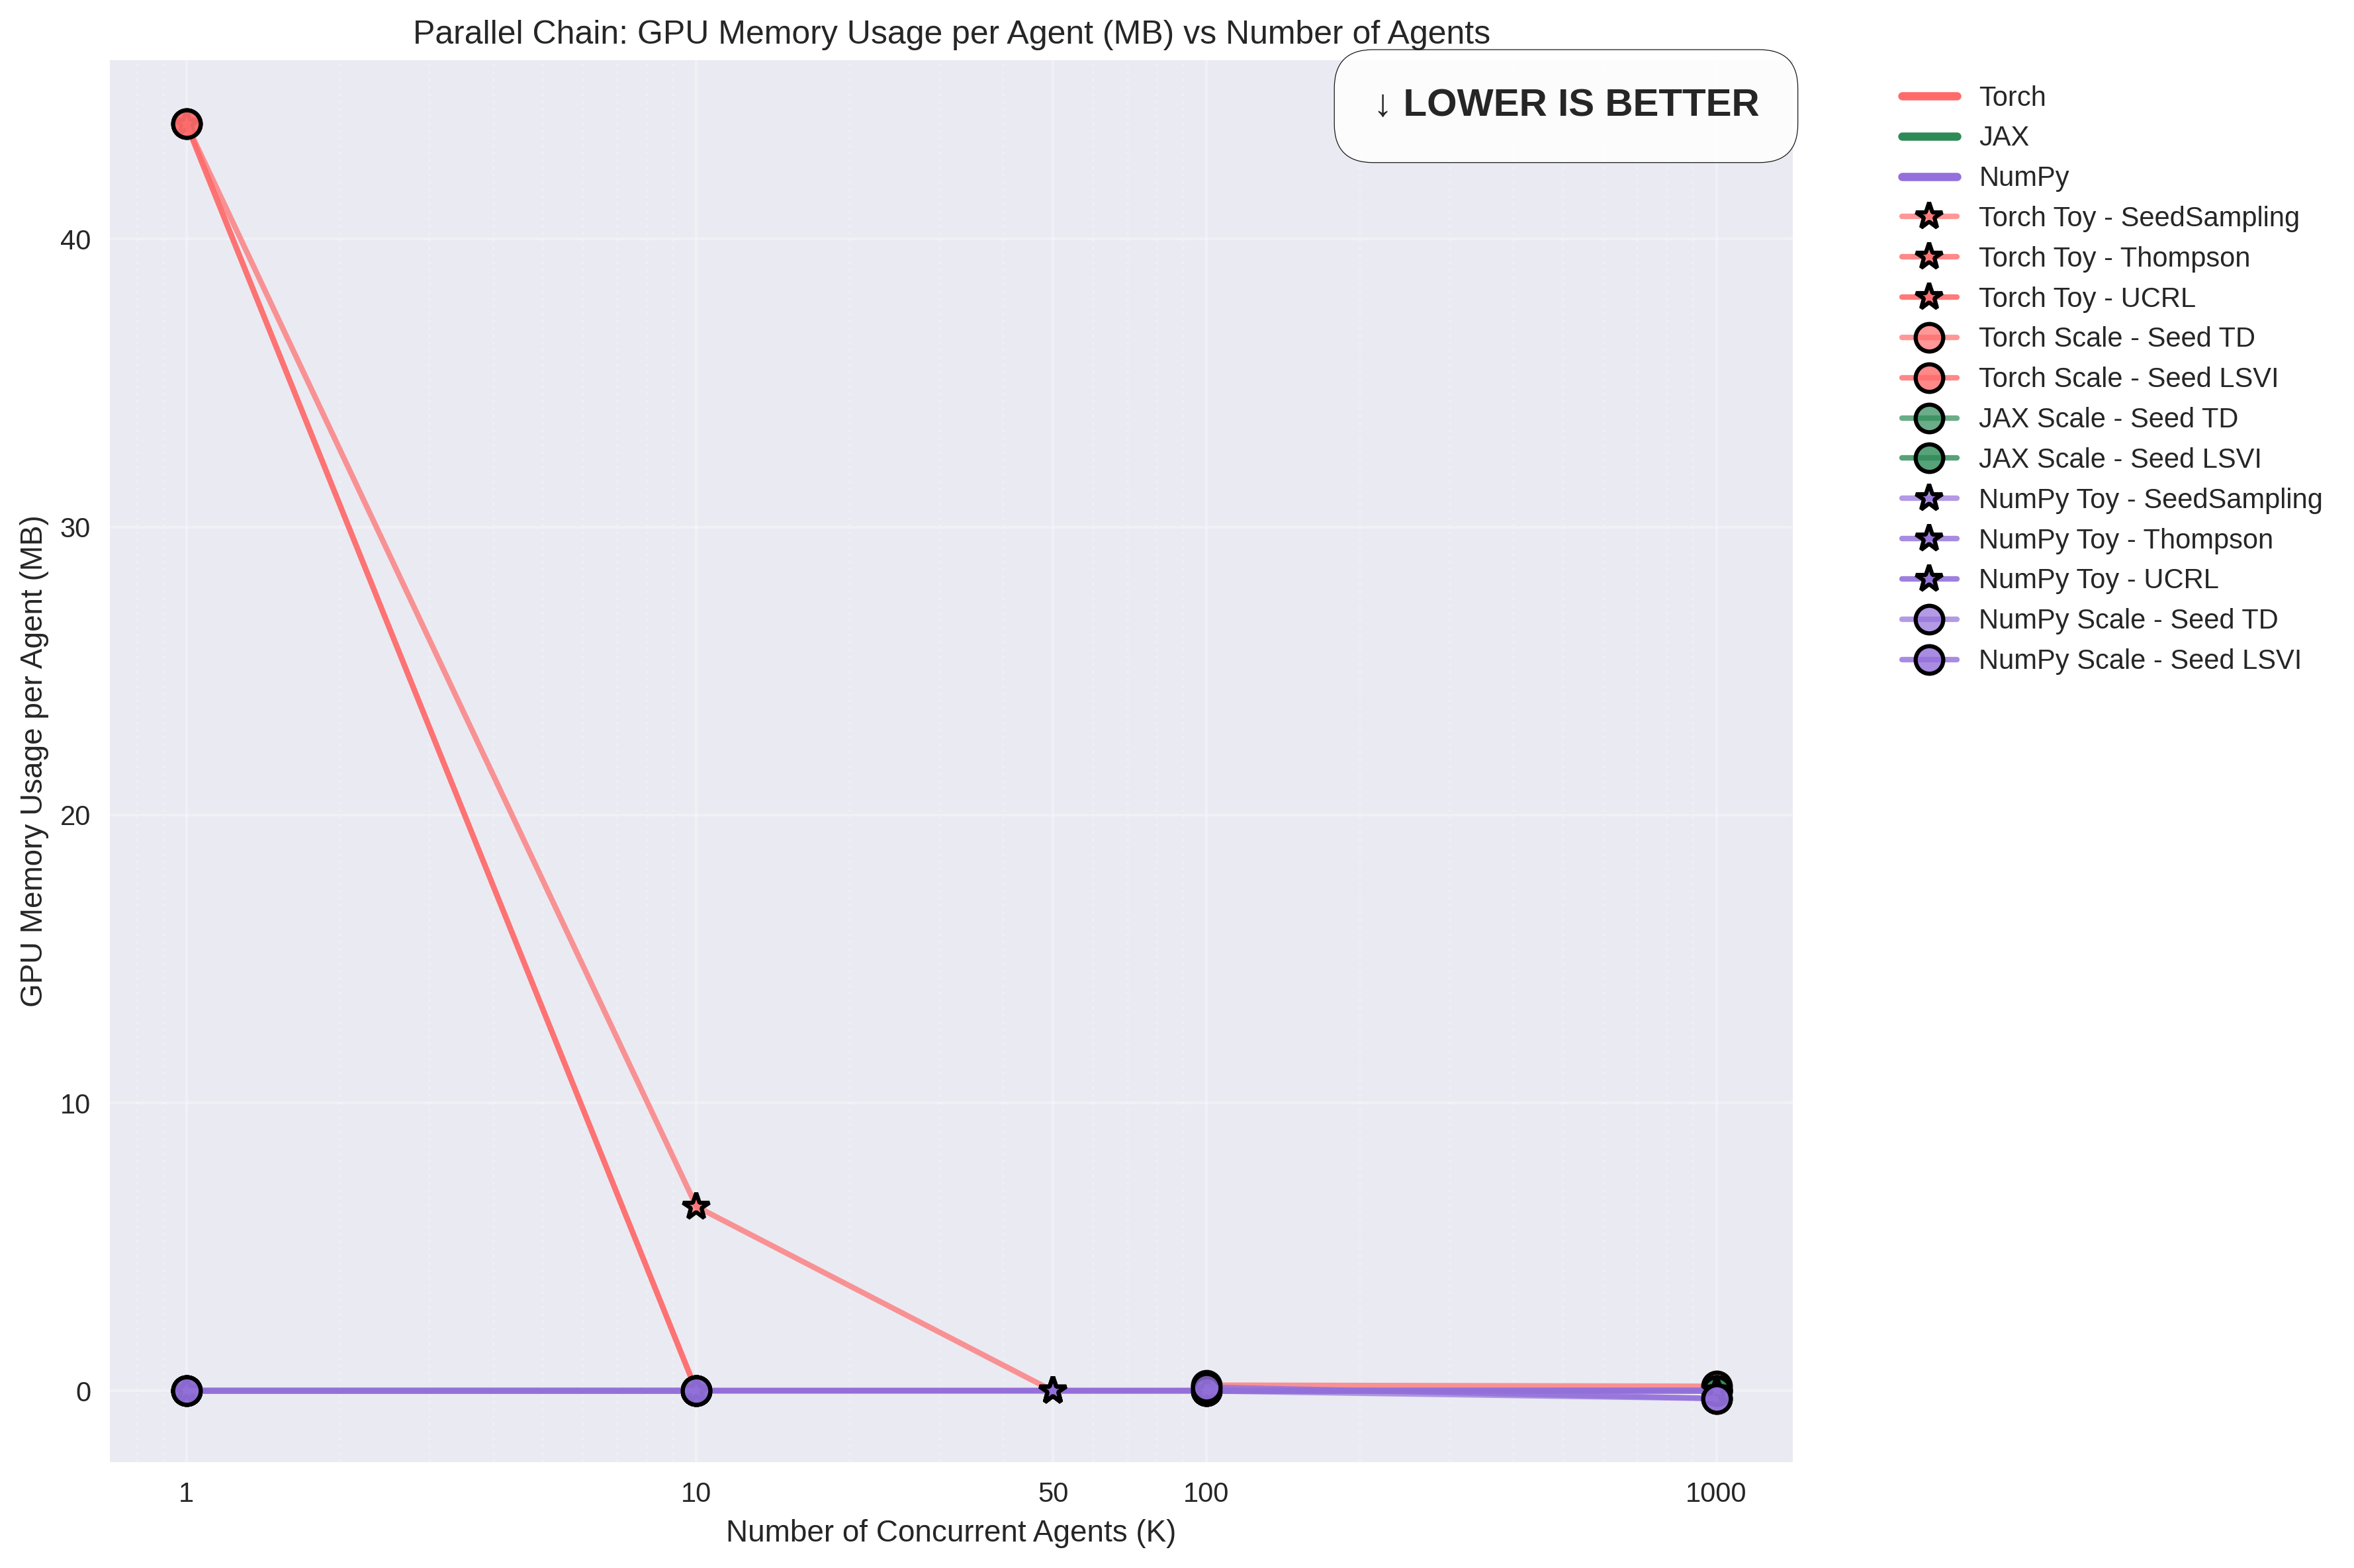 Parallel Chain: GPU Memory Usage per Agent (MB) vs Number of Agents
↓ LOWER IS BETTER
GPU Memory Usage per Agent (MB)
40
30
20
10
0
1
10
50
100
1000
Number of Concurrent Agents (K)
Torch
JAX
NumPy
Torch Toy - SeedSampling
Torch Toy - Thompson
Torch Toy - UCRL
Torch Scale - Seed TD
Torch Scale - Seed LSVI
JAX Scale - Seed TD
JAX Scale - Seed LSVI
NumPy Toy - SeedSampling
NumPy Toy - Thompson
NumPy Toy - UCRL
NumPy Scale - Seed TD
NumPy Scale - Seed LSVI